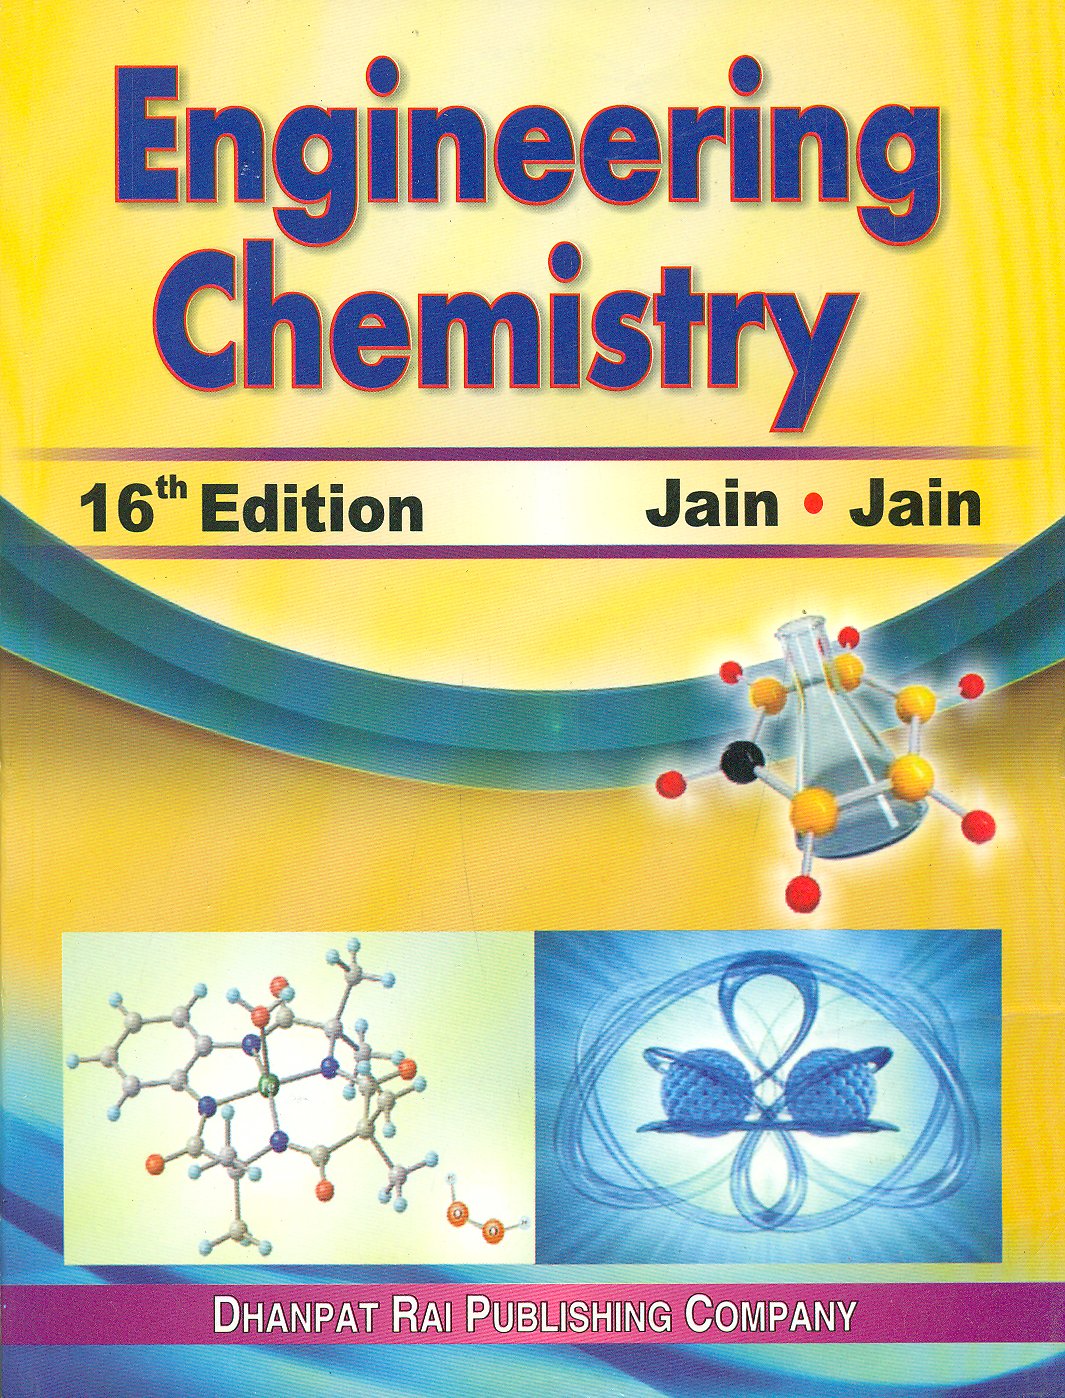 Engineering
Chemistry
16th Edition Jain • Jain
DHANPAT RAI PUBLISHING COMPANY